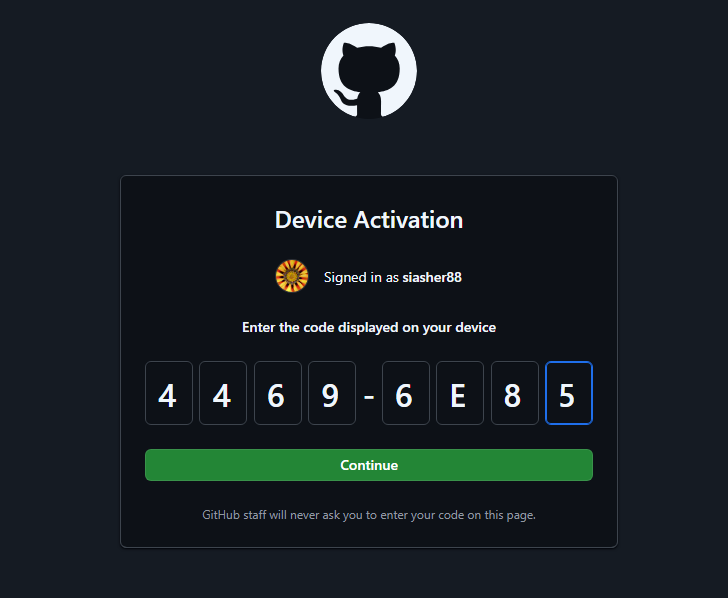 Device Activation
Signed in as siasher88
Enter the code displayed on your device
4 4 6 9 - 6 E 8 5
Continue
GitHub staff will never ask you to enter your code on this page.